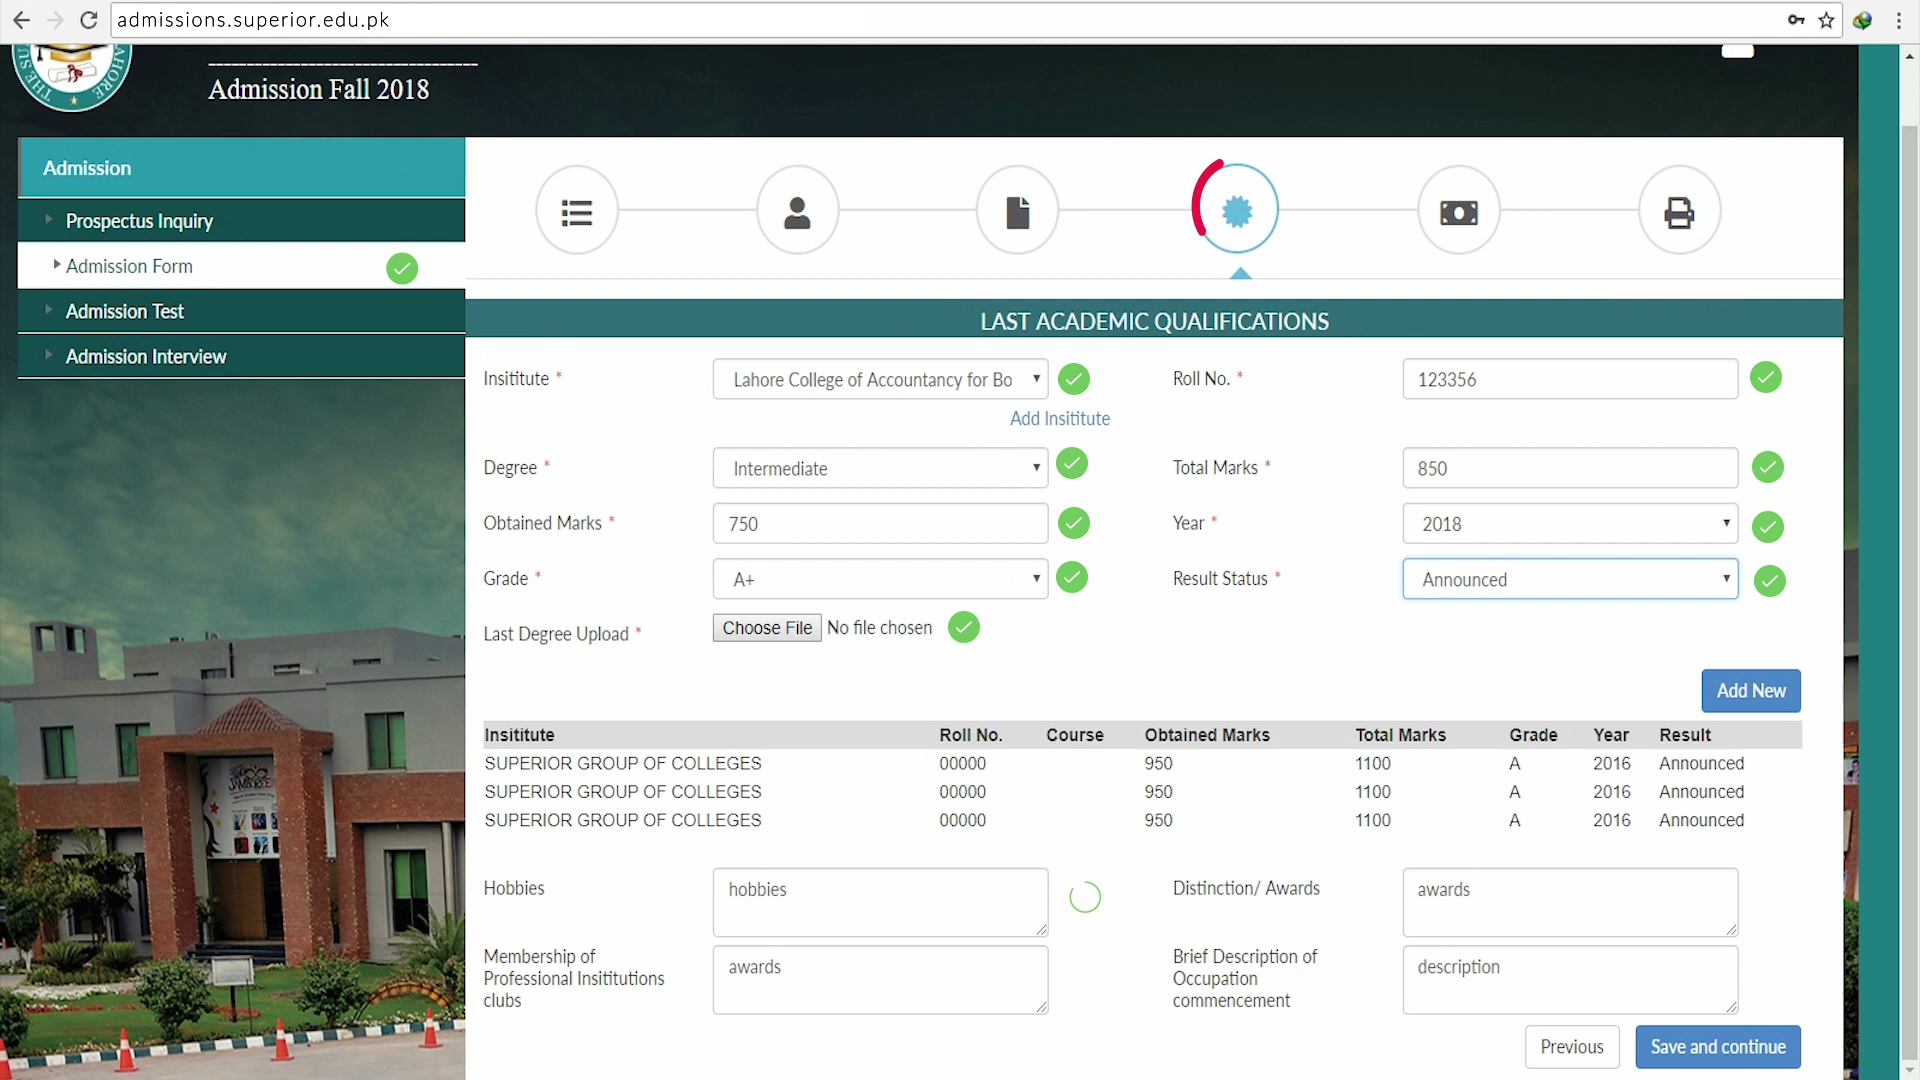 admissions.superior.edu.pk
THE SU
AHORE
Admission Fall 2018
Admission
Prospectus Inquiry
Admission Form
Admission Test
Admission Interview
LAST ACADEMIC QUALIFICATIONS
Insititute * Lahore College of Accountancy for Bo Roll No. * 123356
Add Insititute
Degree * Intermediate Total Marks * 850
Obtained Marks * 750 Year * 2018
Grade * A+ Result Status * Announced
Last Degree Upload * Choose File No file chosen
Add New
Insititute Roll No. Course Obtained Marks Total Marks Grade Year Result
SUPERIOR GROUP OF COLLEGES 00000 950 1100 A 2016 Announced
SUPERIOR GROUP OF COLLEGES 00000 950 1100 A 2016 Announced
SUPERIOR GROUP OF COLLEGES 00000 950 1100 A 2016 Announced
Hobbies hobbies Distinction/ Awards awards
Membership of
Professional Insititutions
clubs
awards
Brief Description of
Occupation
commencement
description
Previous Save and continue
JAMBOREE